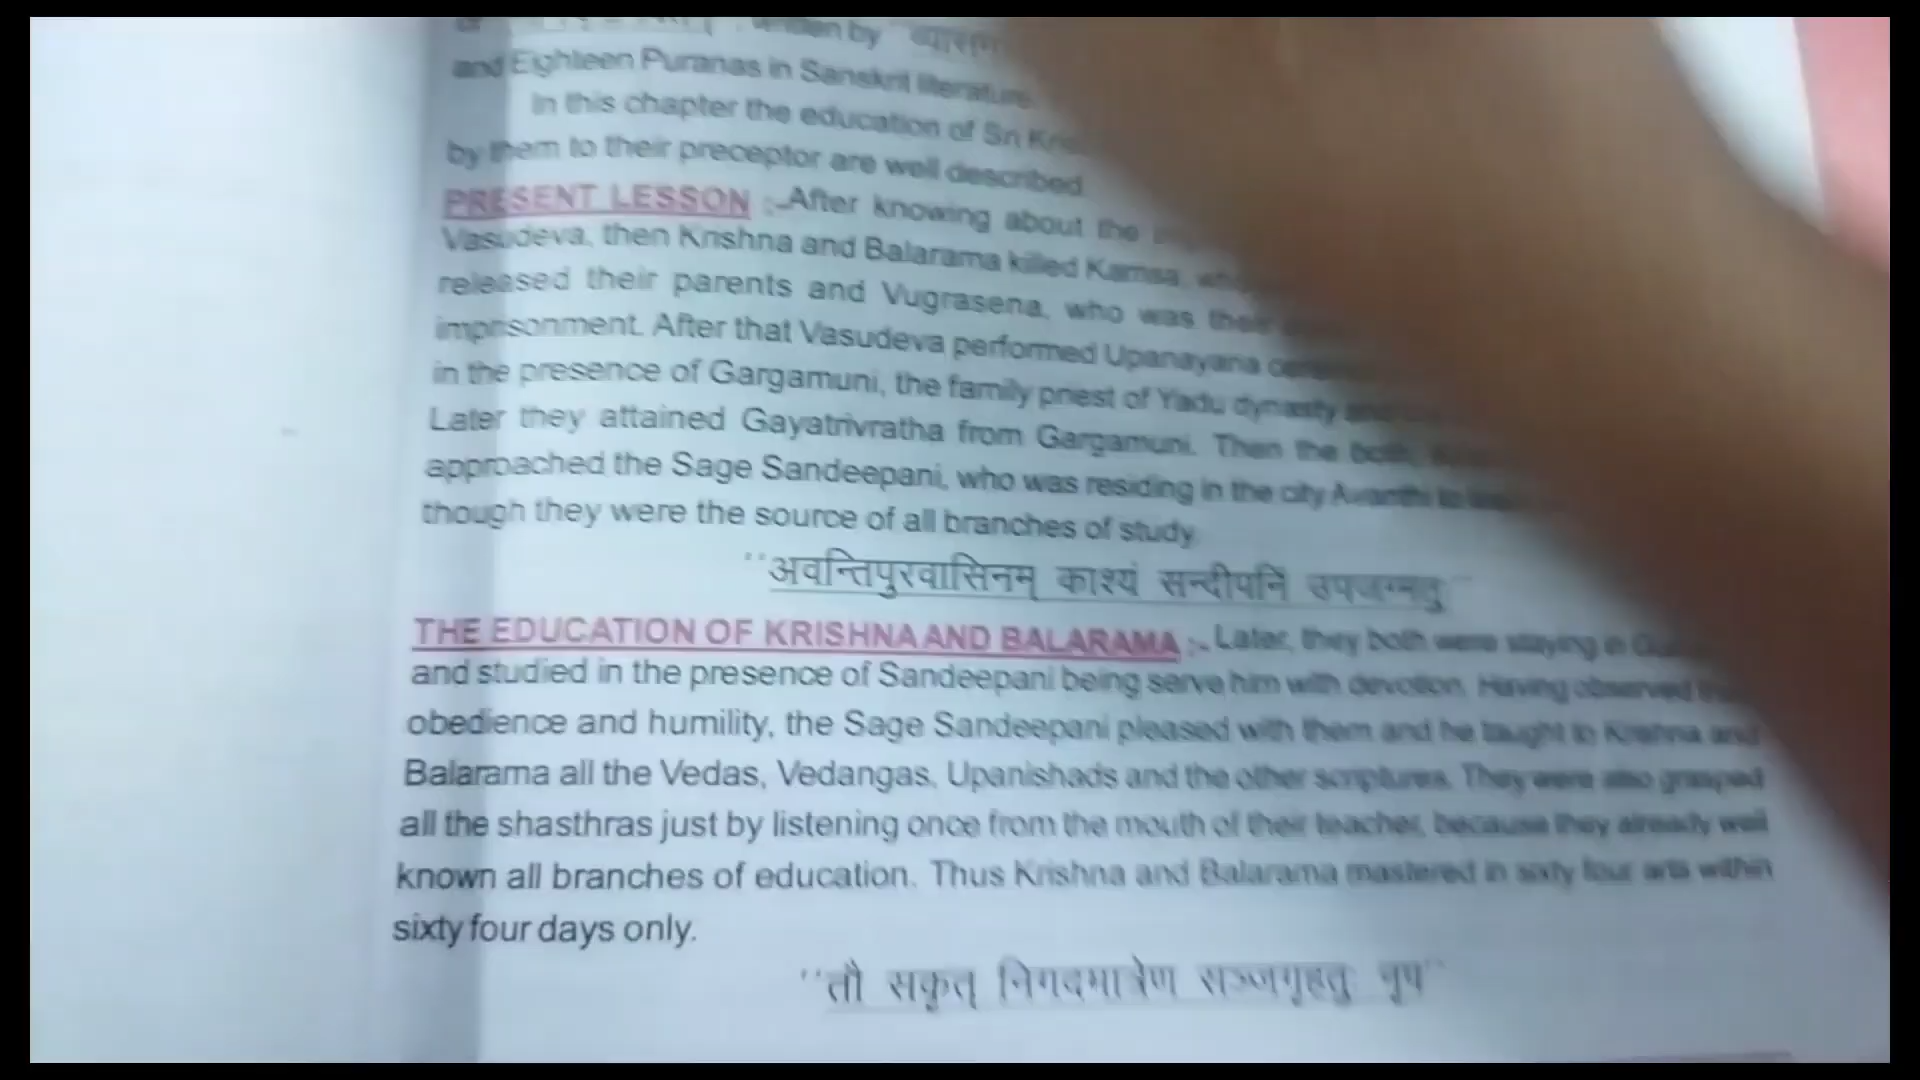 written by
and Eighteen Puranas in Sanskrit literature.
In this chapter the education of Sri
by them to their preceptor are well described.
PRESENT LESSON :-After knowing about the
Vasudeva, then Krishna and Balarama killed Kamsa,
released their parents and Vugrasena, who was their
imprisonment. After that Vasudeva performed Upanayana
in the presence of Gargamuni, the family priest of Yadu dynasty
Later they attained Gayatrivratha from Gargamuni. Then the both,
approached the Sage Sandeepani, who was residing in the city Avanthi to
though they were the source of all branches of study.
"अवन्तिपुरवासिनम् काश्यं सन्दीपनिं उपजग्मतु"
THE EDUCATION OF KRISHNA AND BALARAMA :- Later, they both were staying in
and studied in the presence of Sandeepani being serve him with devotion. Having observed
obedience and humility, the Sage Sandeepani pleased with them and he taught to Krishna and
Balarama all the Vedas, Vedangas, Upanishads and the other scriptures. They were also grasped
all the shasthras just by listening once from the mouth of their teacher, because they already well
known all branches of education. Thus Krishna and Balarama mastered in sixty four arts within
sixty four days only.
"तौ सकृत् निगदमात्रेण सञ्जगृहतु नृप"